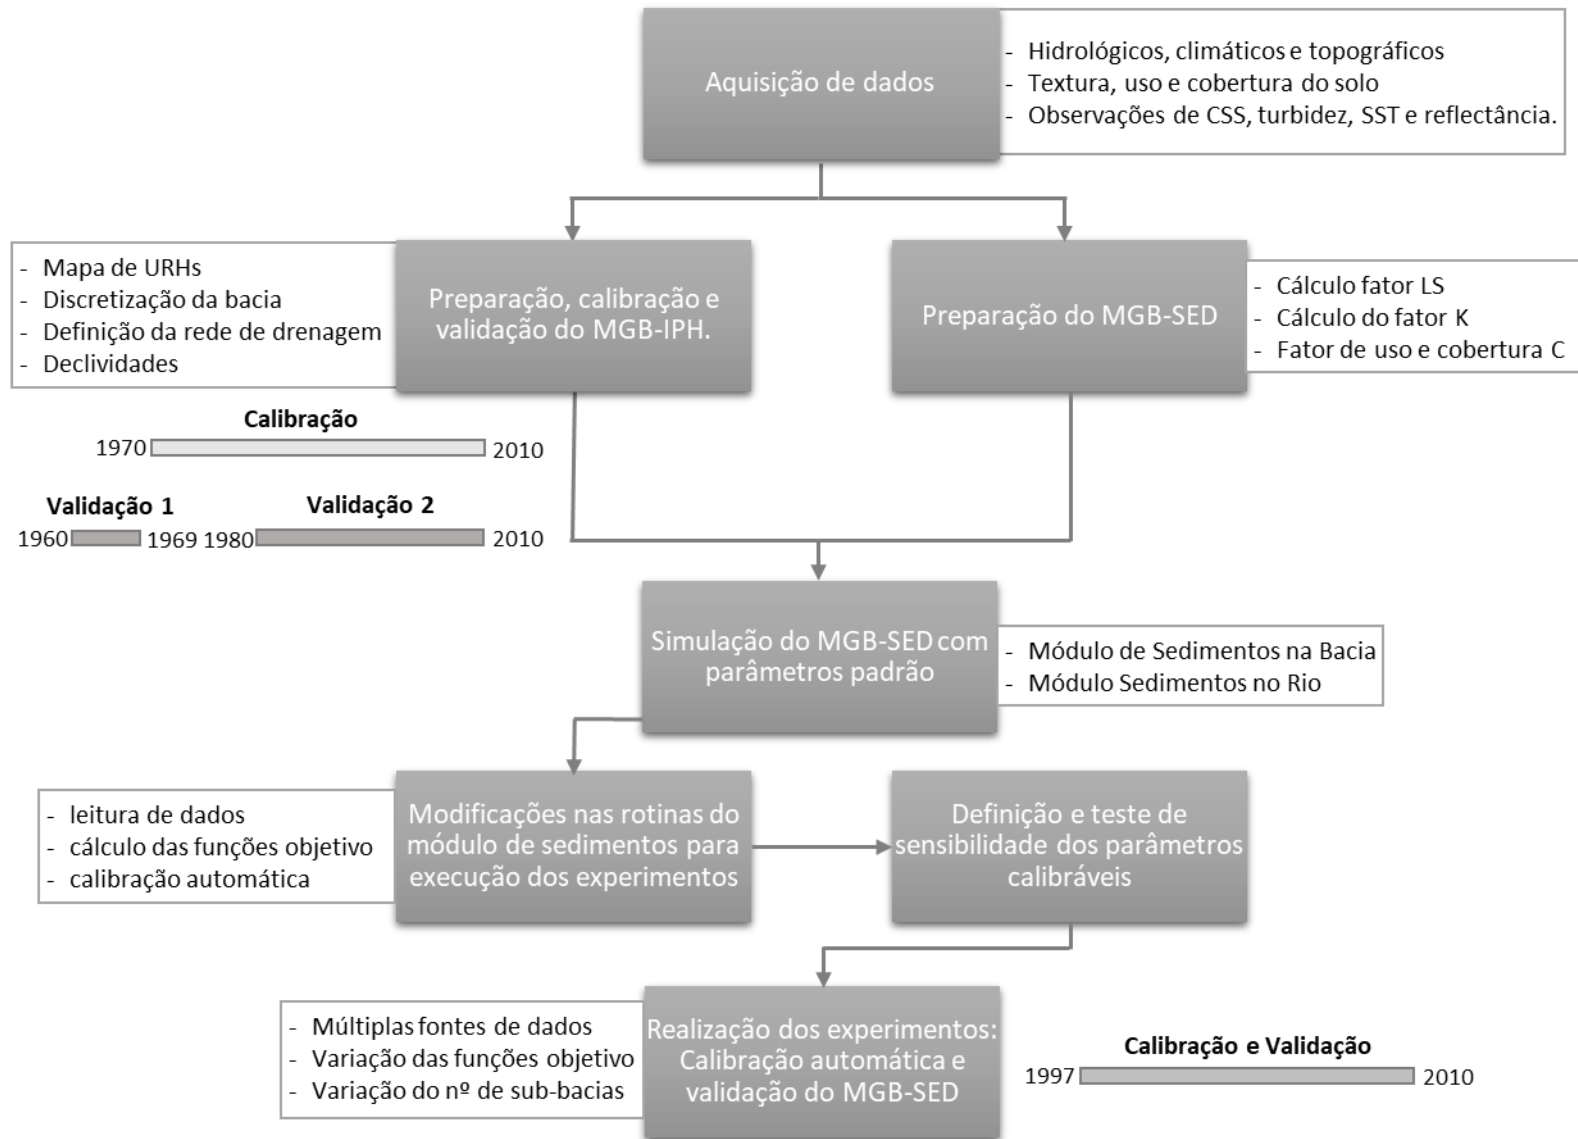 Aquisição de dados
- Hidrológicos, climáticos e topográficos
- Textura, uso e cobertura do solo
- Observações de CSS, turbidez, SST e reflectância.
- Mapa de URHs
- Discretização da bacia
- Definição da rede de drenagem
- Declividades
Preparação, calibração e
validação do MGB-IPH.
Preparação do MGB-SED
- Cálculo fator LS
- Cálculo do fator K
- Fator de uso e cobertura C
Calibração
1970 2010
Validação 1 Validação 2
1960 1969 1980 2010
Simulação do MGB-SED com
parâmetros padrão
- Módulo de Sedimentos na Bacia
- Módulo Sedimentos no Rio
- leitura de dados
- cálculo das funções objetivo
- calibração automática
Modificações nas rotinas do
módulo de sedimentos para
execução dos experimentos
Definição e teste de
sensibilidade dos parâmetros
calibráveis
- Múltiplas fontes de dados
- Variação das funções objetivo
- Variação do nº de sub-bacias
Realização dos experimentos:
Calibração automática e
validação do MGB-SED
Calibração e Validação
1997 2010